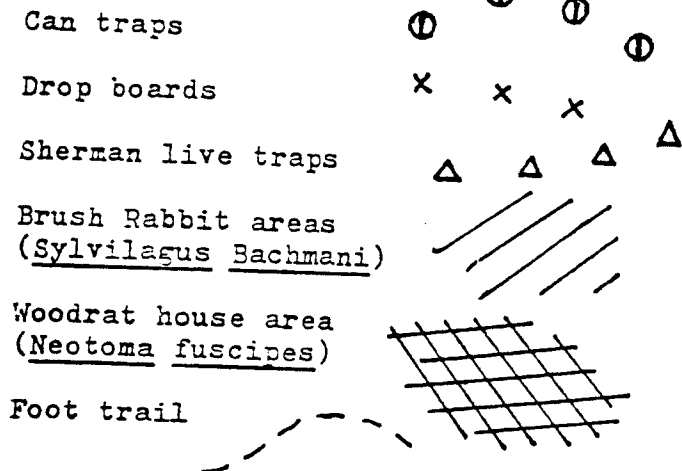 Can traps
Drop boards
Sherman live traps
Brush Rabbit areas
(Sylvilagus Bachmani)
Woodrat house area
(Neotoma fuscipes)
Foot trail